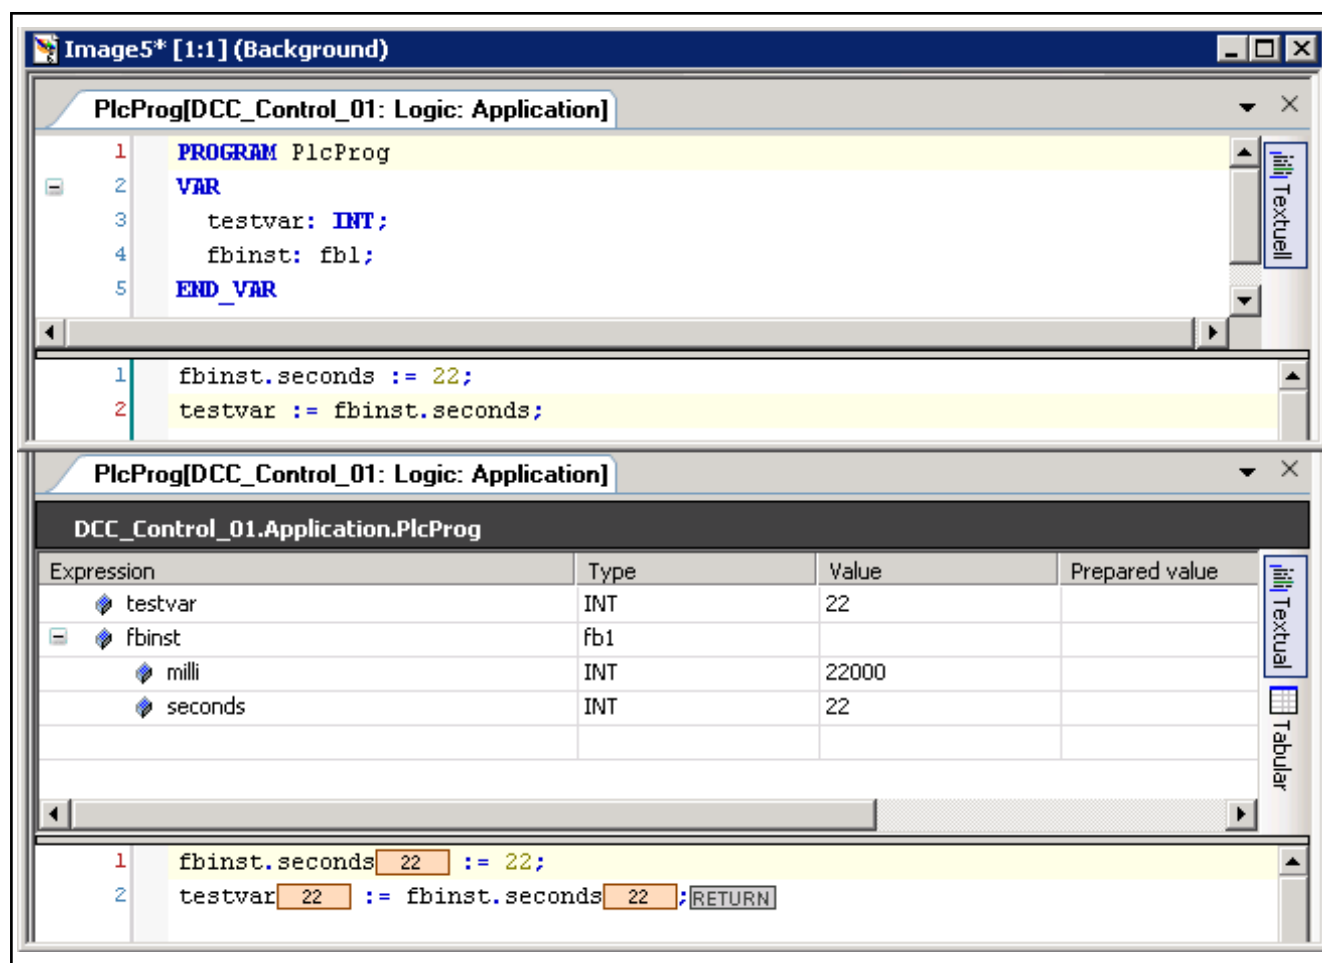 Image5* [1:1] (Background)
PlcProg[DCC_Control_01: Logic: Application]
1 PROGRAM PlcProg
2 VAR
3 testvar: INT;
4 fbinst: fb1;
5 END_VAR
Textuell
1 fbinst.seconds := 22;
2 testvar := fbinst.seconds;
PlcProg[DCC_Control_01: Logic: Application]
DCC_Control_01.Application.PlcProg
Expression Type Value Prepared value
testvar INT 22
fbinst fb1
milli INT 22000
seconds INT 22
Textual
Tabular
1 fbinst.seconds 22 := 22;
2 testvar 22 := fbinst.seconds 22 ;RETURN